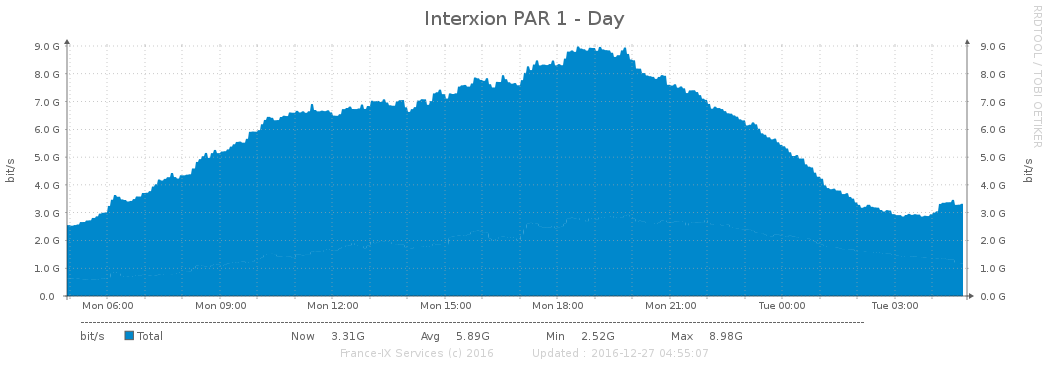 Interxion PAR 1 - Day
RRDTOOL / TOBI OETIKER
bit/s
9.0 G 9.0 G
8.0 G 8.0 G
7.0 G 7.0 G
6.0 G 6.0 G
5.0 G 5.0 G
4.0 G 4.0 G
3.0 G 3.0 G
2.0 G 2.0 G
1.0 G 1.0 G
0.0 0.0 G
bit/s
Mon 06:00 Mon 09:00 Mon 12:00 Mon 15:00 Mon 18:00 Mon 21:00 Tue 00:00 Tue 03:00
bit/s Total Now 3.31G Avg 5.89G Min 2.52G Max 8.98G
France-IX Services (c) 2016 Updated : 2016-12-27 04:55:07